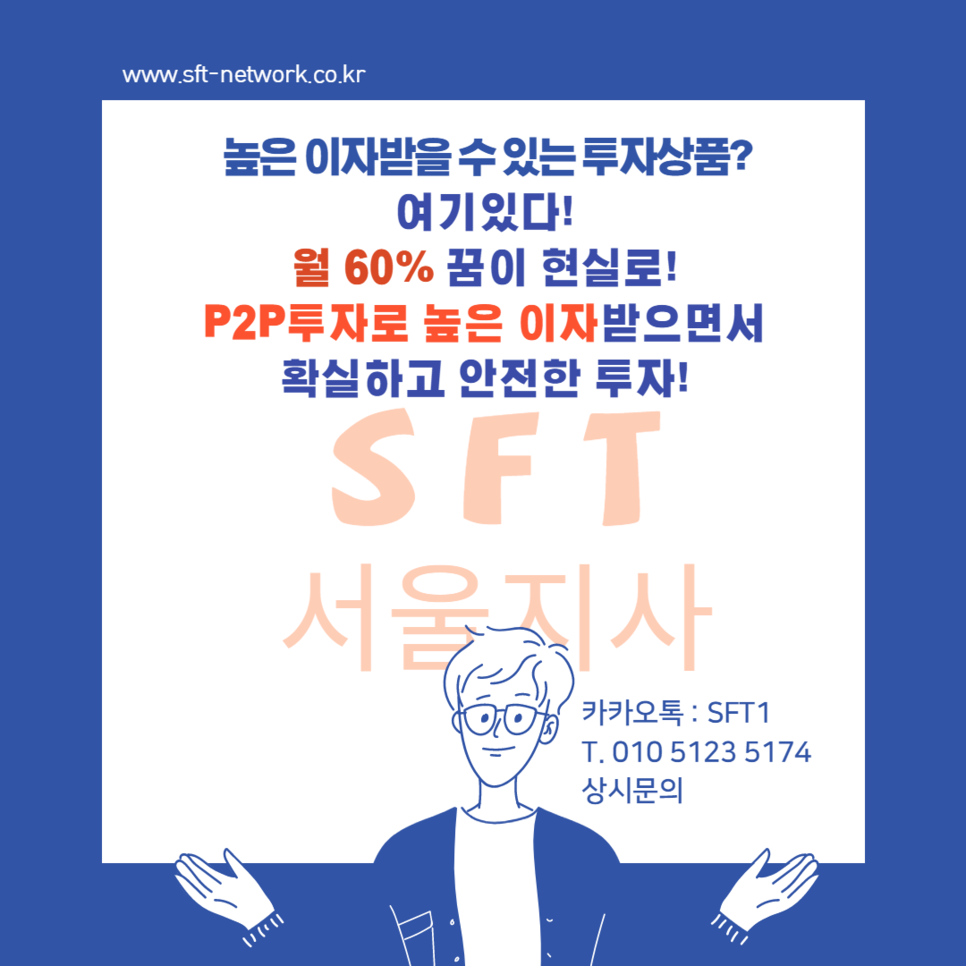 www.sft-network.co.kr
높은 이자받을 수 있는 투자상품?
여기있다!
월 60% 꿈이 현실로!
P2P투자로 높은 이자받으면서
확실하고 안전한 투자!
SFT
서울지사
카카오톡 : SFT1
T. 010 5123 5174
상시문의